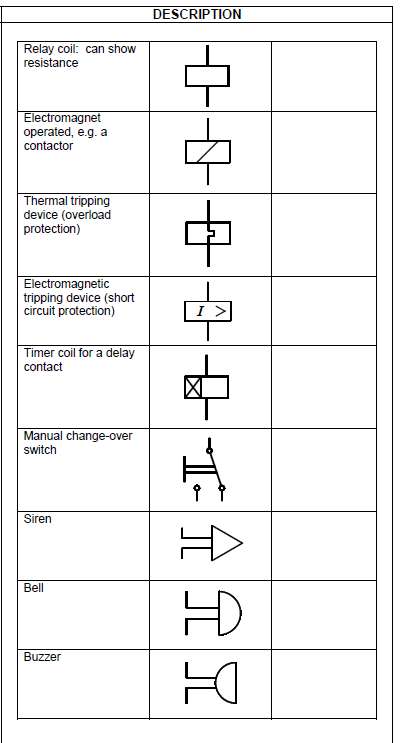 DESCRIPTION
Relay coil: can show
resistance
Electromagnet
operated, e.g. a
contactor
Thermal tripping
device (overload
protection)
Electromagnetic
tripping device (short
circuit protection)
I >
Timer coil for a delay
contact
Manual change-over
switch
Siren
Bell
Buzzer